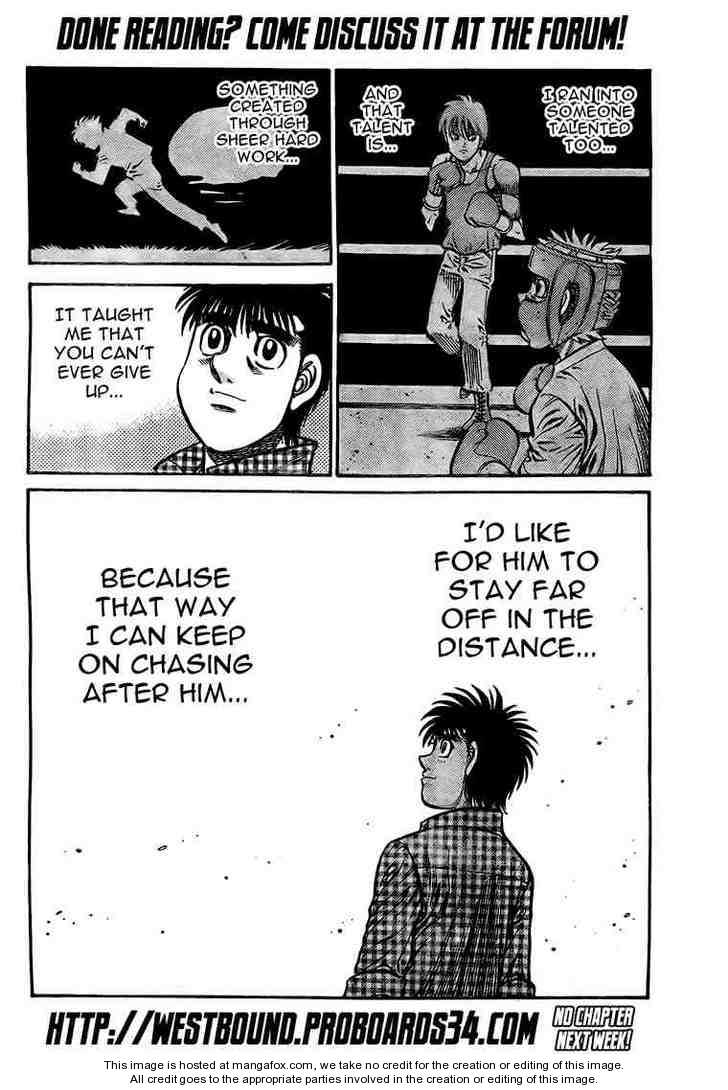 DONE READING? COME DISCUSS IT AT THE FORUM!
I RAN INTO
SOMEONE
TALENTED
TOO...
AND
THAT
TALENT
IS...
SOMETHING
CREATED
THROUGH
SHEER HARD
WORK...
IT TAUGHT
ME THAT
YOU CAN'T
EVER GIVE
UP...
I'D LIKE
FOR HIM TO
STAY FAR
OFF IN THE
DISTANCE...
BECAUSE
THAT WAY
I CAN KEEP
ON CHASING
AFTER HIM...
HTTP://WESTBOUND.PROBOARDS34.COM
NO CHAPTER
NEXT WEEK!
This image is hosted at mangafox.com, we take no credit for the creation or editing of this image.
All credit goes to the appropriate parties involved in the creation or editing of this image.